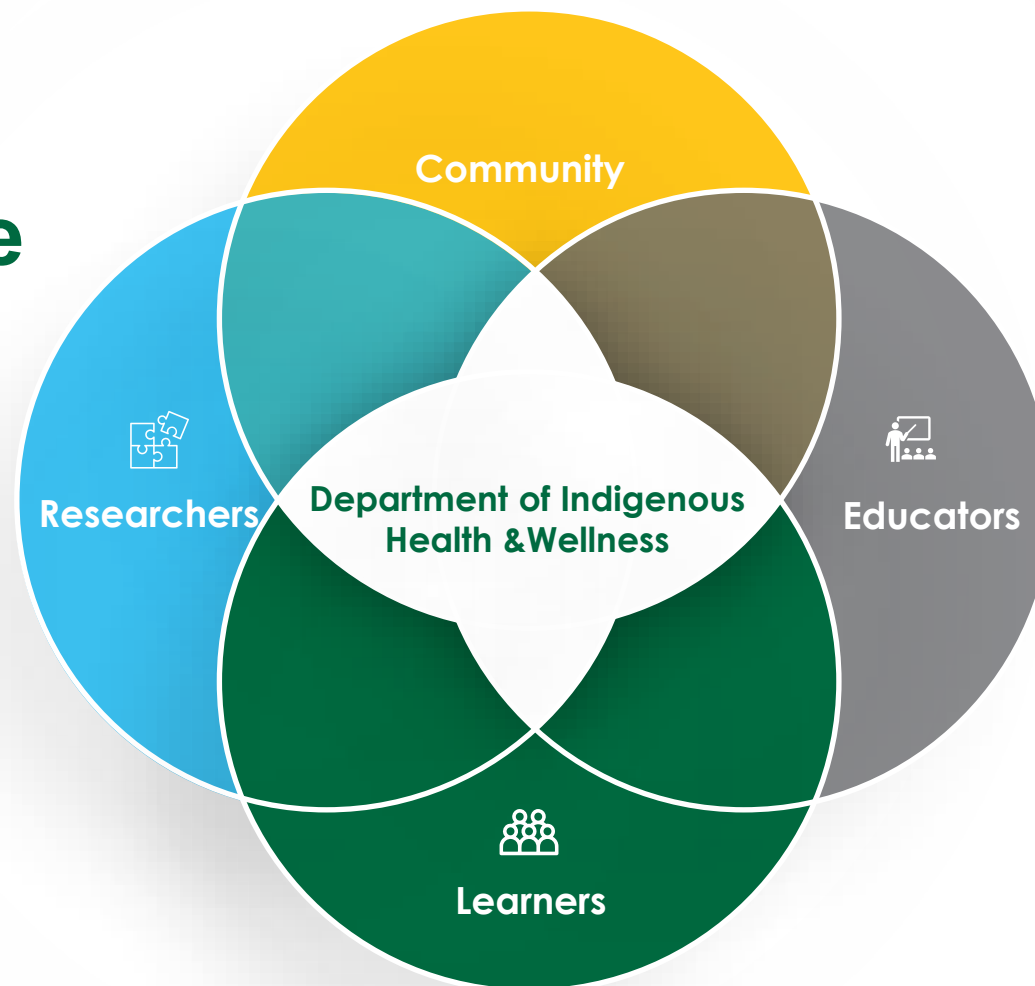 Community
e
Researchers
Department of Indigenous
Health &Wellness
Educators
Learners